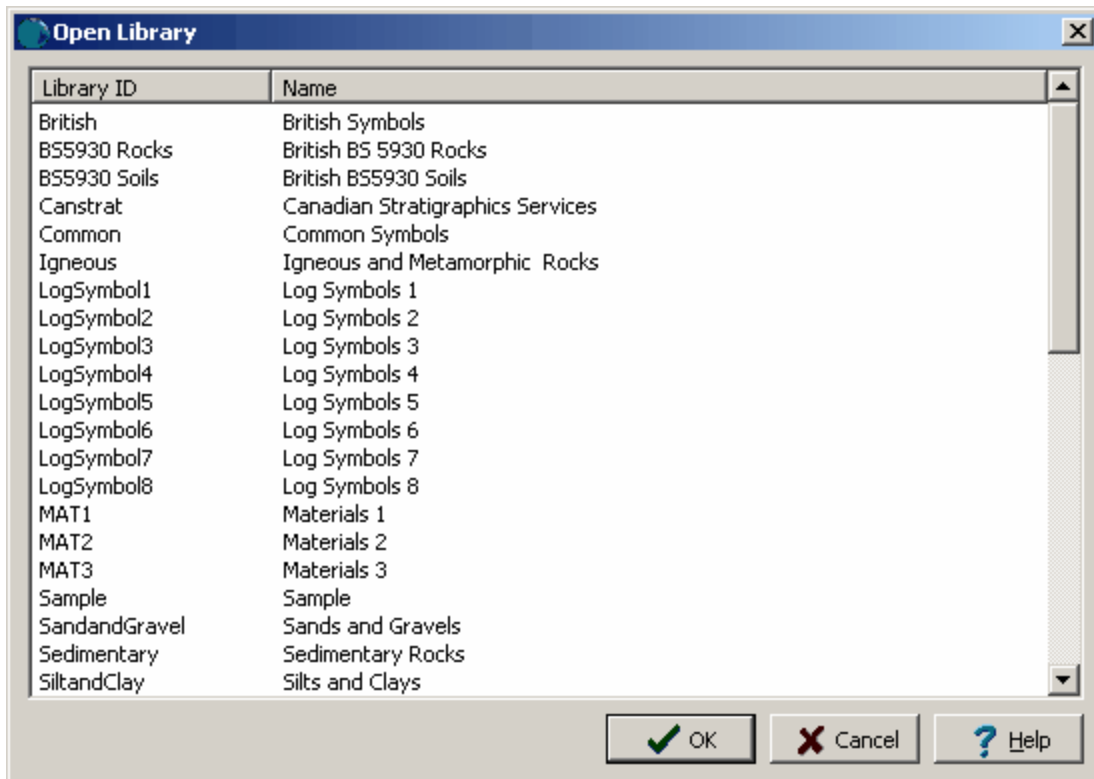 Open Library
Library ID Name
British British Symbols
BS5930 Rocks British BS 5930 Rocks
BS5930 Soils British BS5930 Soils
Canstrat Canadian Stratigraphics Services
Common Common Symbols
Igneous Igneous and Metamorphic  Rocks
LogSymbol1 Log Symbols 1
LogSymbol2 Log Symbols 2
LogSymbol3 Log Symbols 3
LogSymbol4 Log Symbols 4
LogSymbol5 Log Symbols 5
LogSymbol6 Log Symbols 6
LogSymbol7 Log Symbols 7
LogSymbol8 Log Symbols 8
MAT1 Materials 1
MAT2 Materials 2
MAT3 Materials 3
Sample Sample
SandandGravel Sands and Gravels
Sedimentary Sedimentary Rocks
SiltandClay Silts and Clays
OK Cancel Help